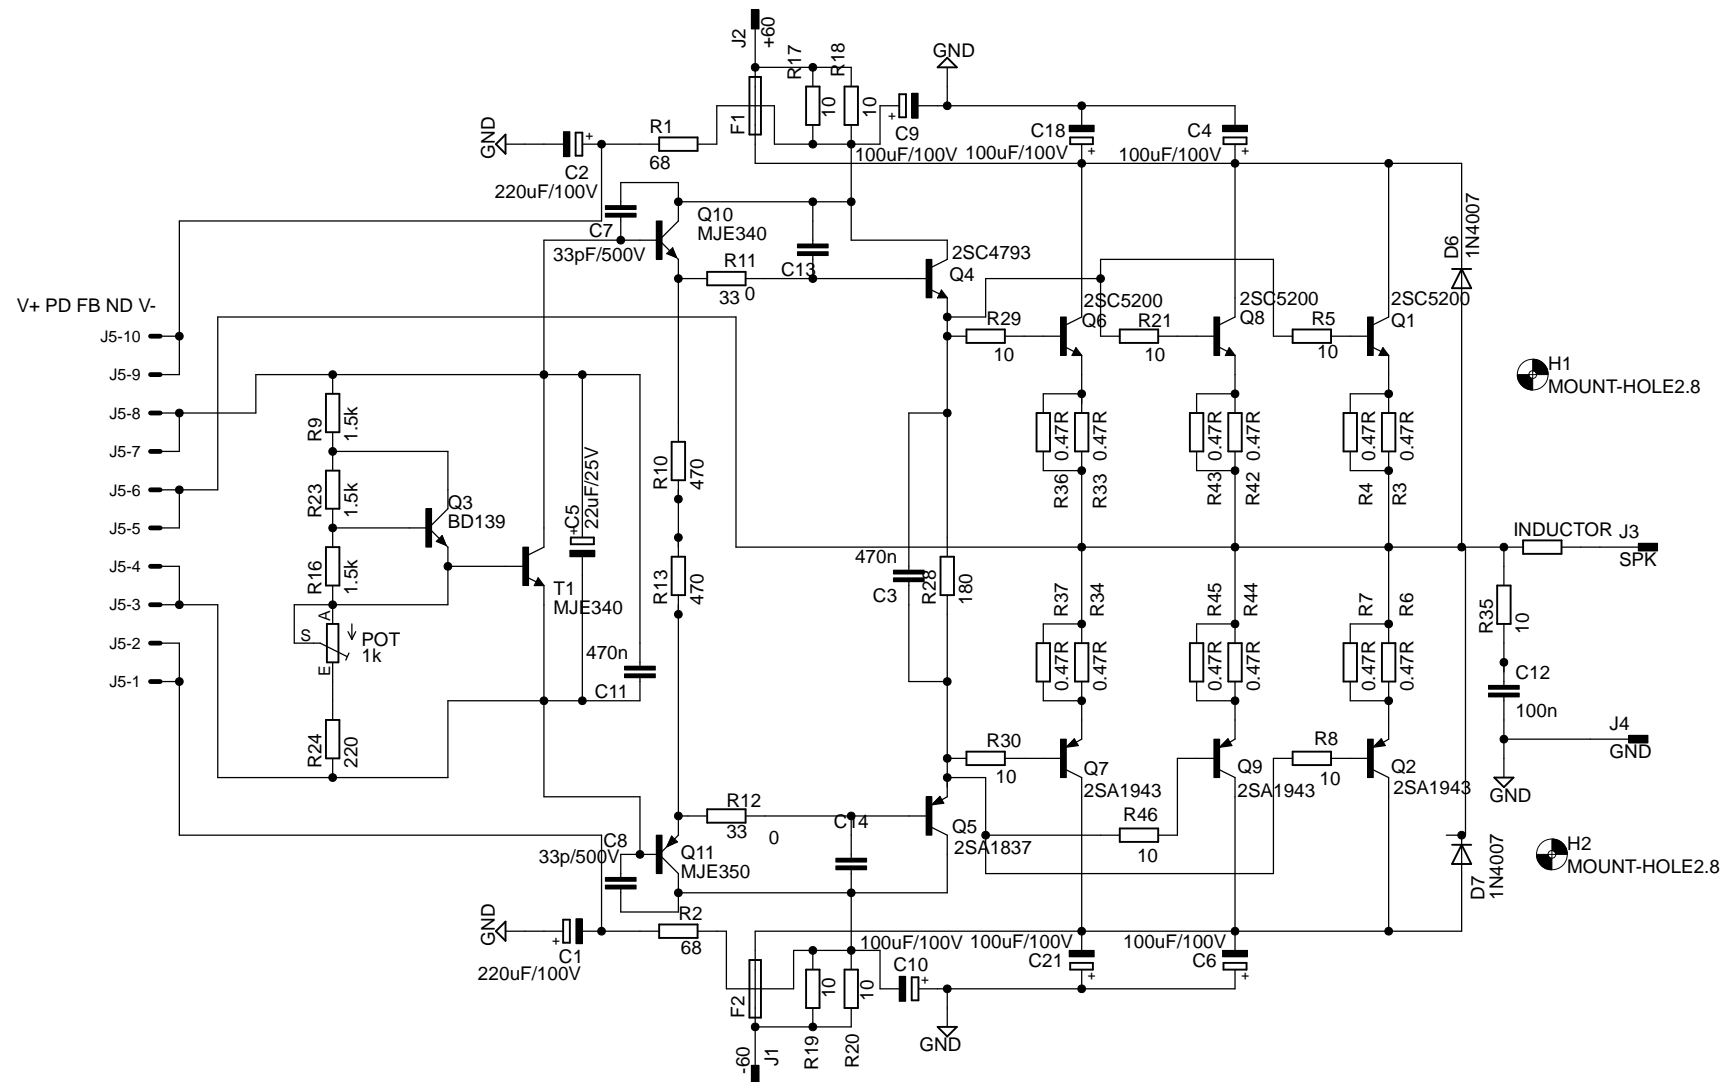 J2
+60
R17
10
R18
10
GND
F1
C9
100uF/100V
C18
100uF/100V
C4
100uF/100V
GND
C2
220uF/100V
R1
68
C7
33pF/500V
Q10
MJE340
R11
33
0
C13
2SC4793
Q4
D6
1N4007
V+ PD FB ND V-
J5-10
J5-9
J5-8
J5-7
J5-6
J5-5
J5-4
J5-3
J5-2
J5-1
R29
10
2SC5200
Q6
R21
10
2SC5200
Q8
R5
10
2SC5200
Q1
H1
MOUNT-HOLE2.8
R9
1.5k
R23
1.5k
R16
1.5k
Q3
BD139
T1
MJE340
+
C5
22uF/25V
R10
470
R13
470
0.47R
0.47R
R36
R33
0.47R
0.47R
R43
R42
0.47R
0.47R
R4
R3
INDUCTOR
J3
SPK
470n
C3
R28
180
A
S
E
POT
1k
R24
220
470n
C11
R37
R34
0.47R
0.47R
R45
R44
0.47R
0.47R
R7
R6
0.47R
0.47R
R35
10
C12
100n
J4
GND
GND
R30
10
Q7
2SA1943
R46
10
Q9
2SA1943
R8
10
Q2
2SA1943
R12
33
0
C14
Q5
2SA1837
C8
33p/500V
Q11
MJE350
D7
1N4007
H2
MOUNT-HOLE2.8
GND
C1
220uF/100V
R2
68
F2
10
R19
10
R20
100uF/100V
C10
100uF/100V
C21
100uF/100V
C6
GND
-60
J1